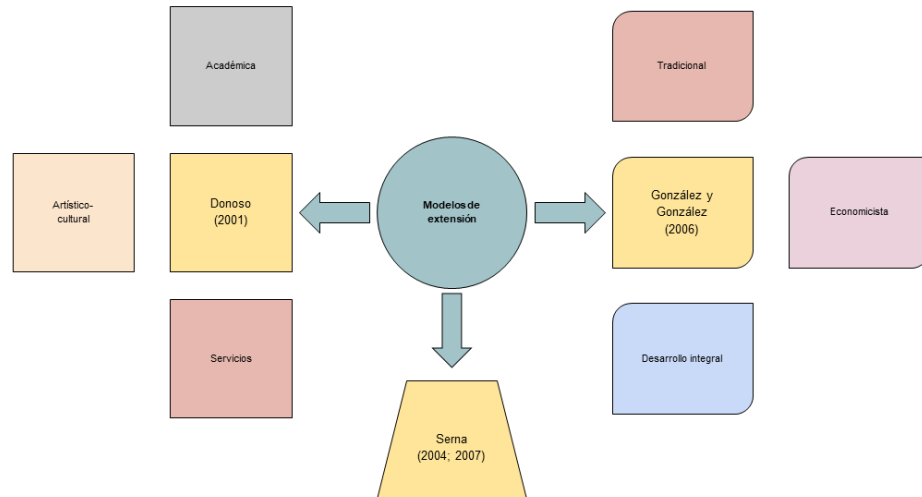 Académica
Tradicional
Artístico-
cultural
Donoso
(2001)
Modelos de
extensión
González y
González
(2006)
Economicista
Servicios
Desarrollo integral
Serna
(2004; 2007)